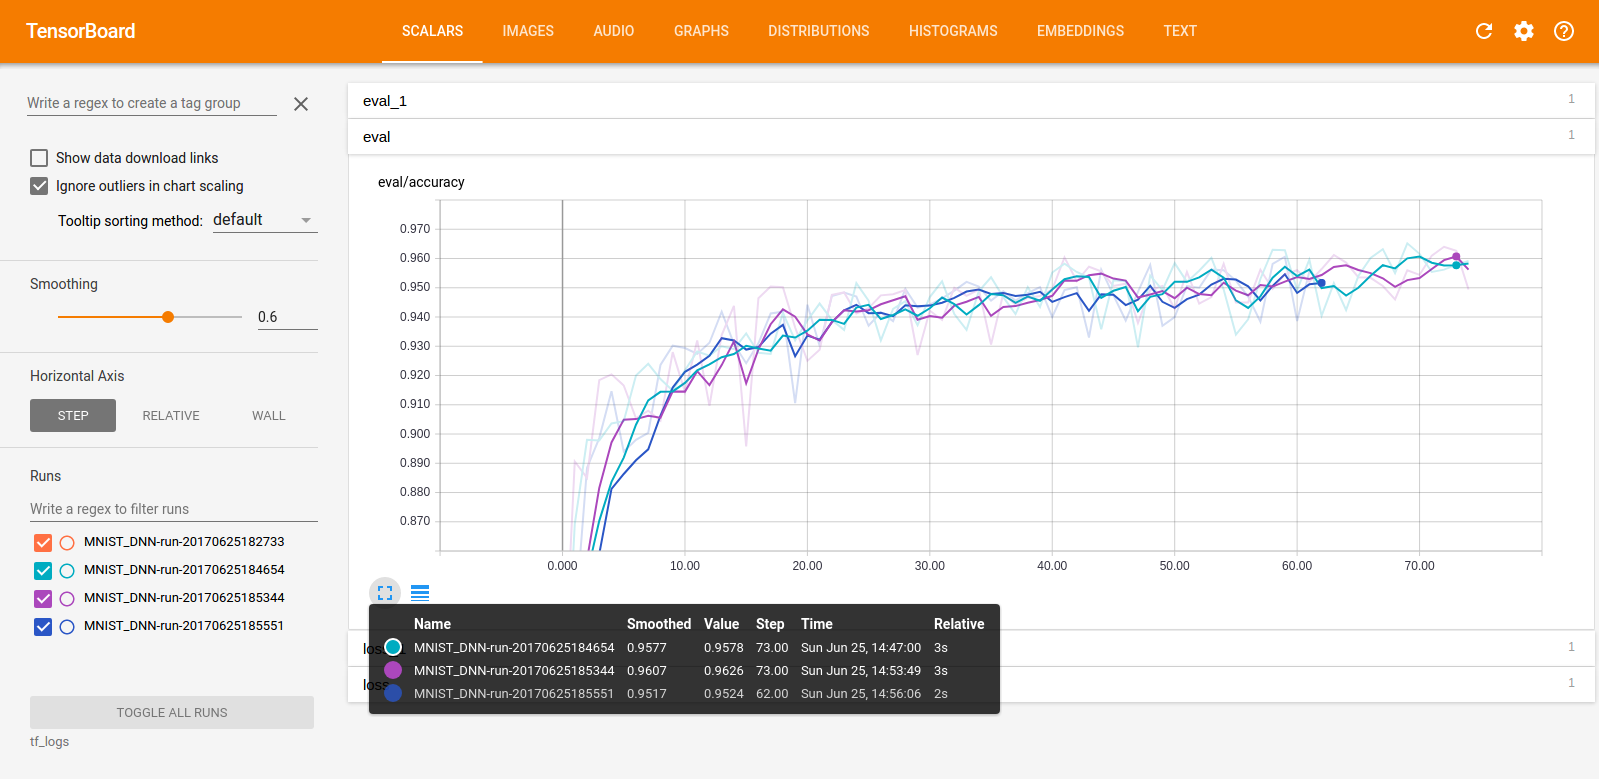 TensorBoard
SCALARS IMAGES AUDIO GRAPHS DISTRIBUTIONS HISTOGRAMS EMBEDDINGS TEXT
Write a regex to create a tag group
Show data download links
Ignore outliers in chart scaling
Tooltip sorting method: default
Smoothing
0.6
Horizontal Axis
STEP RELATIVE WALL
Runs
Write a regex to filter runs
MNIST_DNN-run-20170625182733
MNIST_DNN-run-20170625184654
MNIST_DNN-run-20170625185344
MNIST_DNN-run-20170625185551
TOGGLE ALL RUNS
tf_logs
eval_1 1
eval 1
eval/accuracy
0.970
0.960
0.950
0.940
0.930
0.920
0.910
0.900
0.890
0.880
0.870
0.000 10.00 20.00 30.00 40.00 50.00 60.00 70.00
Name Smoothed Value Step Time Relative
MNIST_DNN-run-20170625184654 0.9577 0.9578 73.00 Sun Jun 25, 14:47:00 3s
MNIST_DNN-run-20170625185344 0.9607 0.9626 73.00 Sun Jun 25, 14:53:49 3s
MNIST_DNN-run-20170625185551 0.9517 0.9524 62.00 Sun Jun 25, 14:56:06 2s
1
loss 1